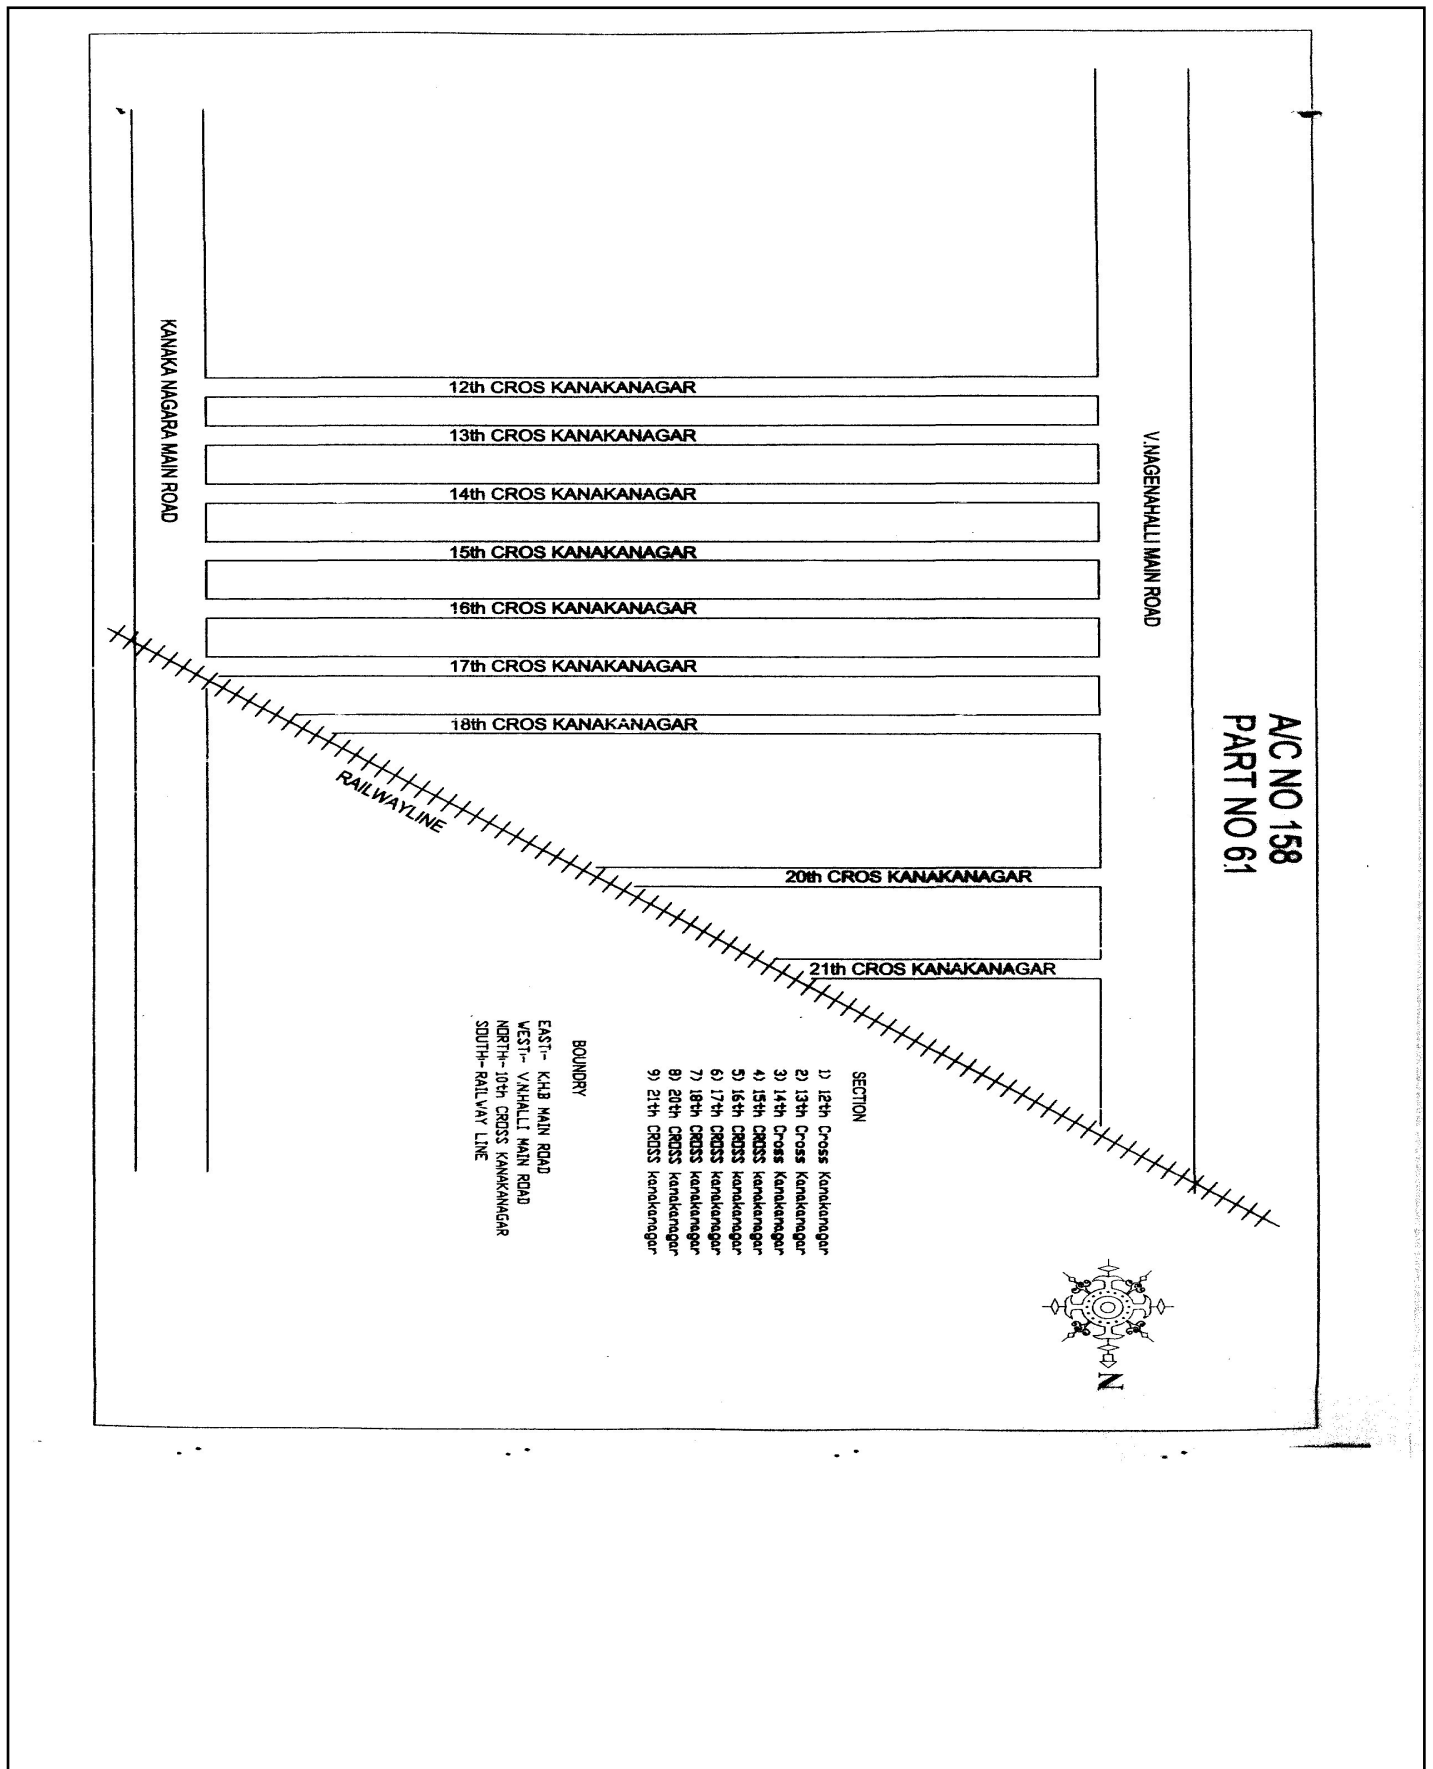 A/C NO 158
PART NO 61
KANAKA NAGARA MAIN ROAD
V.NAGENAHALLI MAIN ROAD
12th CROS KANAKANAGAR
13th CROS KANAKANAGAR
14th CROS KANAKANAGAR
15th CROS KANAKANAGAR
16th CROS KANAKANAGAR
17th CROS KANAKANAGAR
18th CROS KANAKANAGAR
RAILWAYLINE
20th CROS KANAKANAGAR
21th CROS KANAKANAGAR
SECTION
1) 12th Cross Kanakanagar
2) 13th Cross Kanakanagar
3) 14th Cross Kanakanagar
4) 15th CROSS kanakanagar
5) 16th CROSS kanakanagar
6) 17th CROSS kanakanagar
7) 18th CROSS kanakanagar
8) 20th CROSS kanakanagar
9) 21th CROSS kanakanagar
BOUNDRY
EAST:- K.H.B MAIN ROAD
WEST:- V.N.HALLI MAIN ROAD
NORTH:- 10th CROSS KANAKANAGAR
SOUTH:- RAILWAY LINE
N